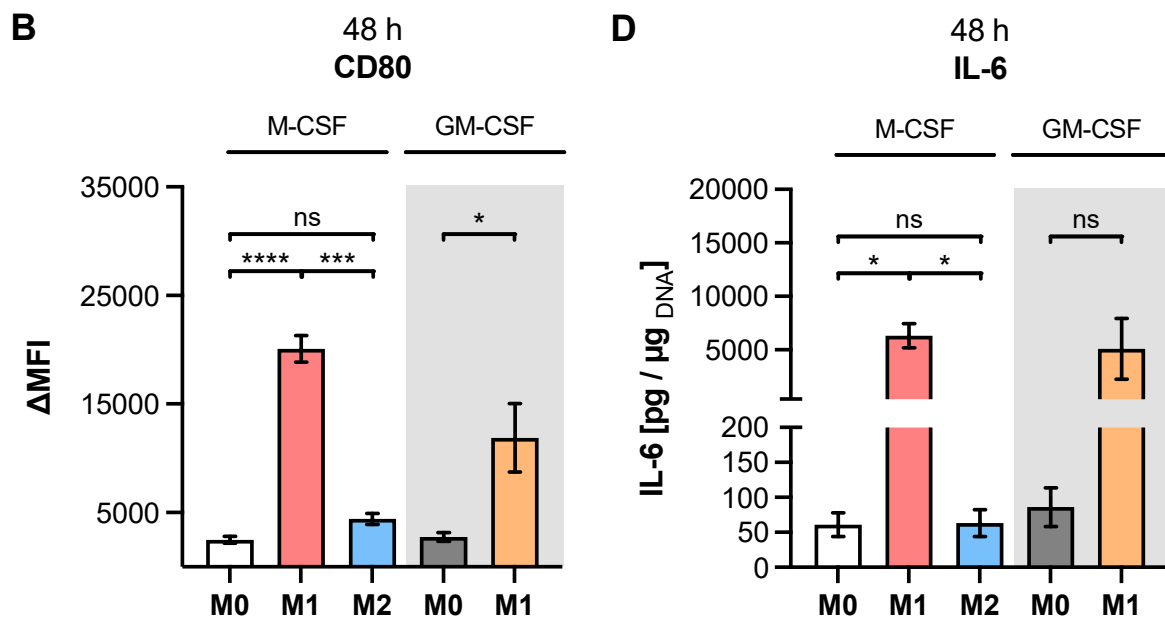 B
48 h
CD80
M-CSF
GM-CSF
35000
25000
15000
5000
ΔMFI
ns
*
**** ***
M0 M1 M2 M0 M1
D
48 h
IL-6
M-CSF
GM-CSF
20000
15000
10000
5000
200
150
100
50
0
IL-6 [pg / µg DNA]
ns
ns
* *
M0 M1 M2 M0 M1